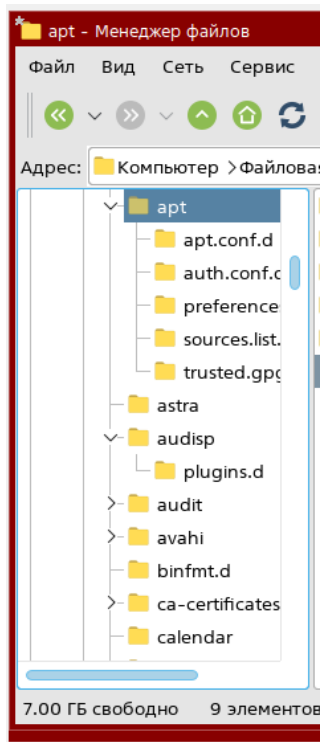 apt - Менеджер файлов
Файл Вид Сеть Сервис
Адрес: Компьютер >Файловая
apt
apt.conf.d
auth.conf.d
preference
sources.list.
trusted.gpg
astra
audisp
plugins.d
audit
avahi
binfmt.d
ca-certificates
calendar
7.00 ГБ свободно 9 элементов